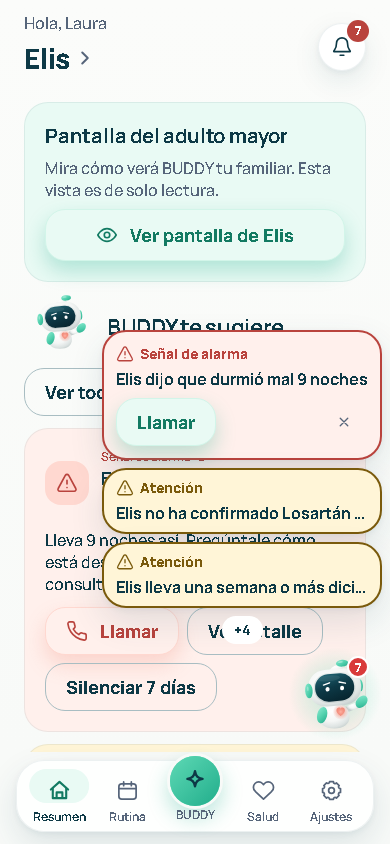 Hola, Laura
Elis
7
Pantalla del adulto mayor
Mira cómo verá BUDDY tu familiar. Esta
vista es de solo lectura.
Ver pantalla de Elis
BUDDY te sugiere
Ver
Señal de alarma
Elis dijo que durmió mal 9 noches
Llamar
Atención
Elis no ha confirmado Losartán ...
Atención
Elis lleva una semana o más dici...
Lleva 9 noches así. Pregúntale cómo
está
Llamar
+4
7
Silenciar 7 días
Resumen
Rutina
BUDDY
Salud
Ajustes